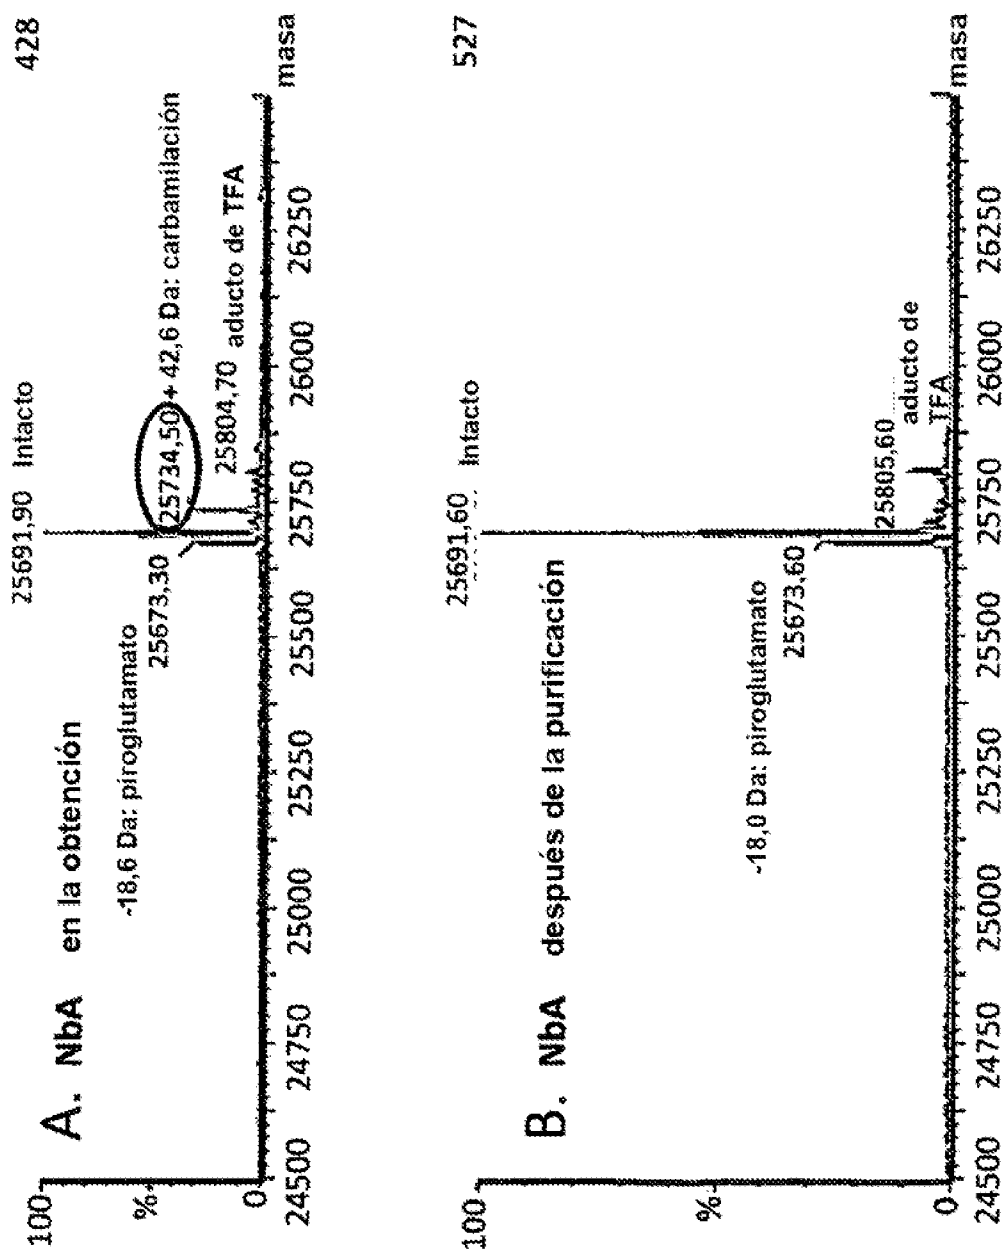 A. NbA en la obtención
428
25691,90 Intacto
25734,50 + 42,6 Da: carbamilación
-18,6 Da: piroglutamato
25673,30
25804,70 aducto de TFA
100
%
0
24500 24750 25000 25250 25500 25750 26000 26250 masa
B. NbA después de la purificación
527
25691,60 Intacto
-18,0 Da: piroglutamato
25673,60
25805,60 aducto de
TFA
100
%
0
24500 24750 25000 25250 25500 25750 26000 26250 masa